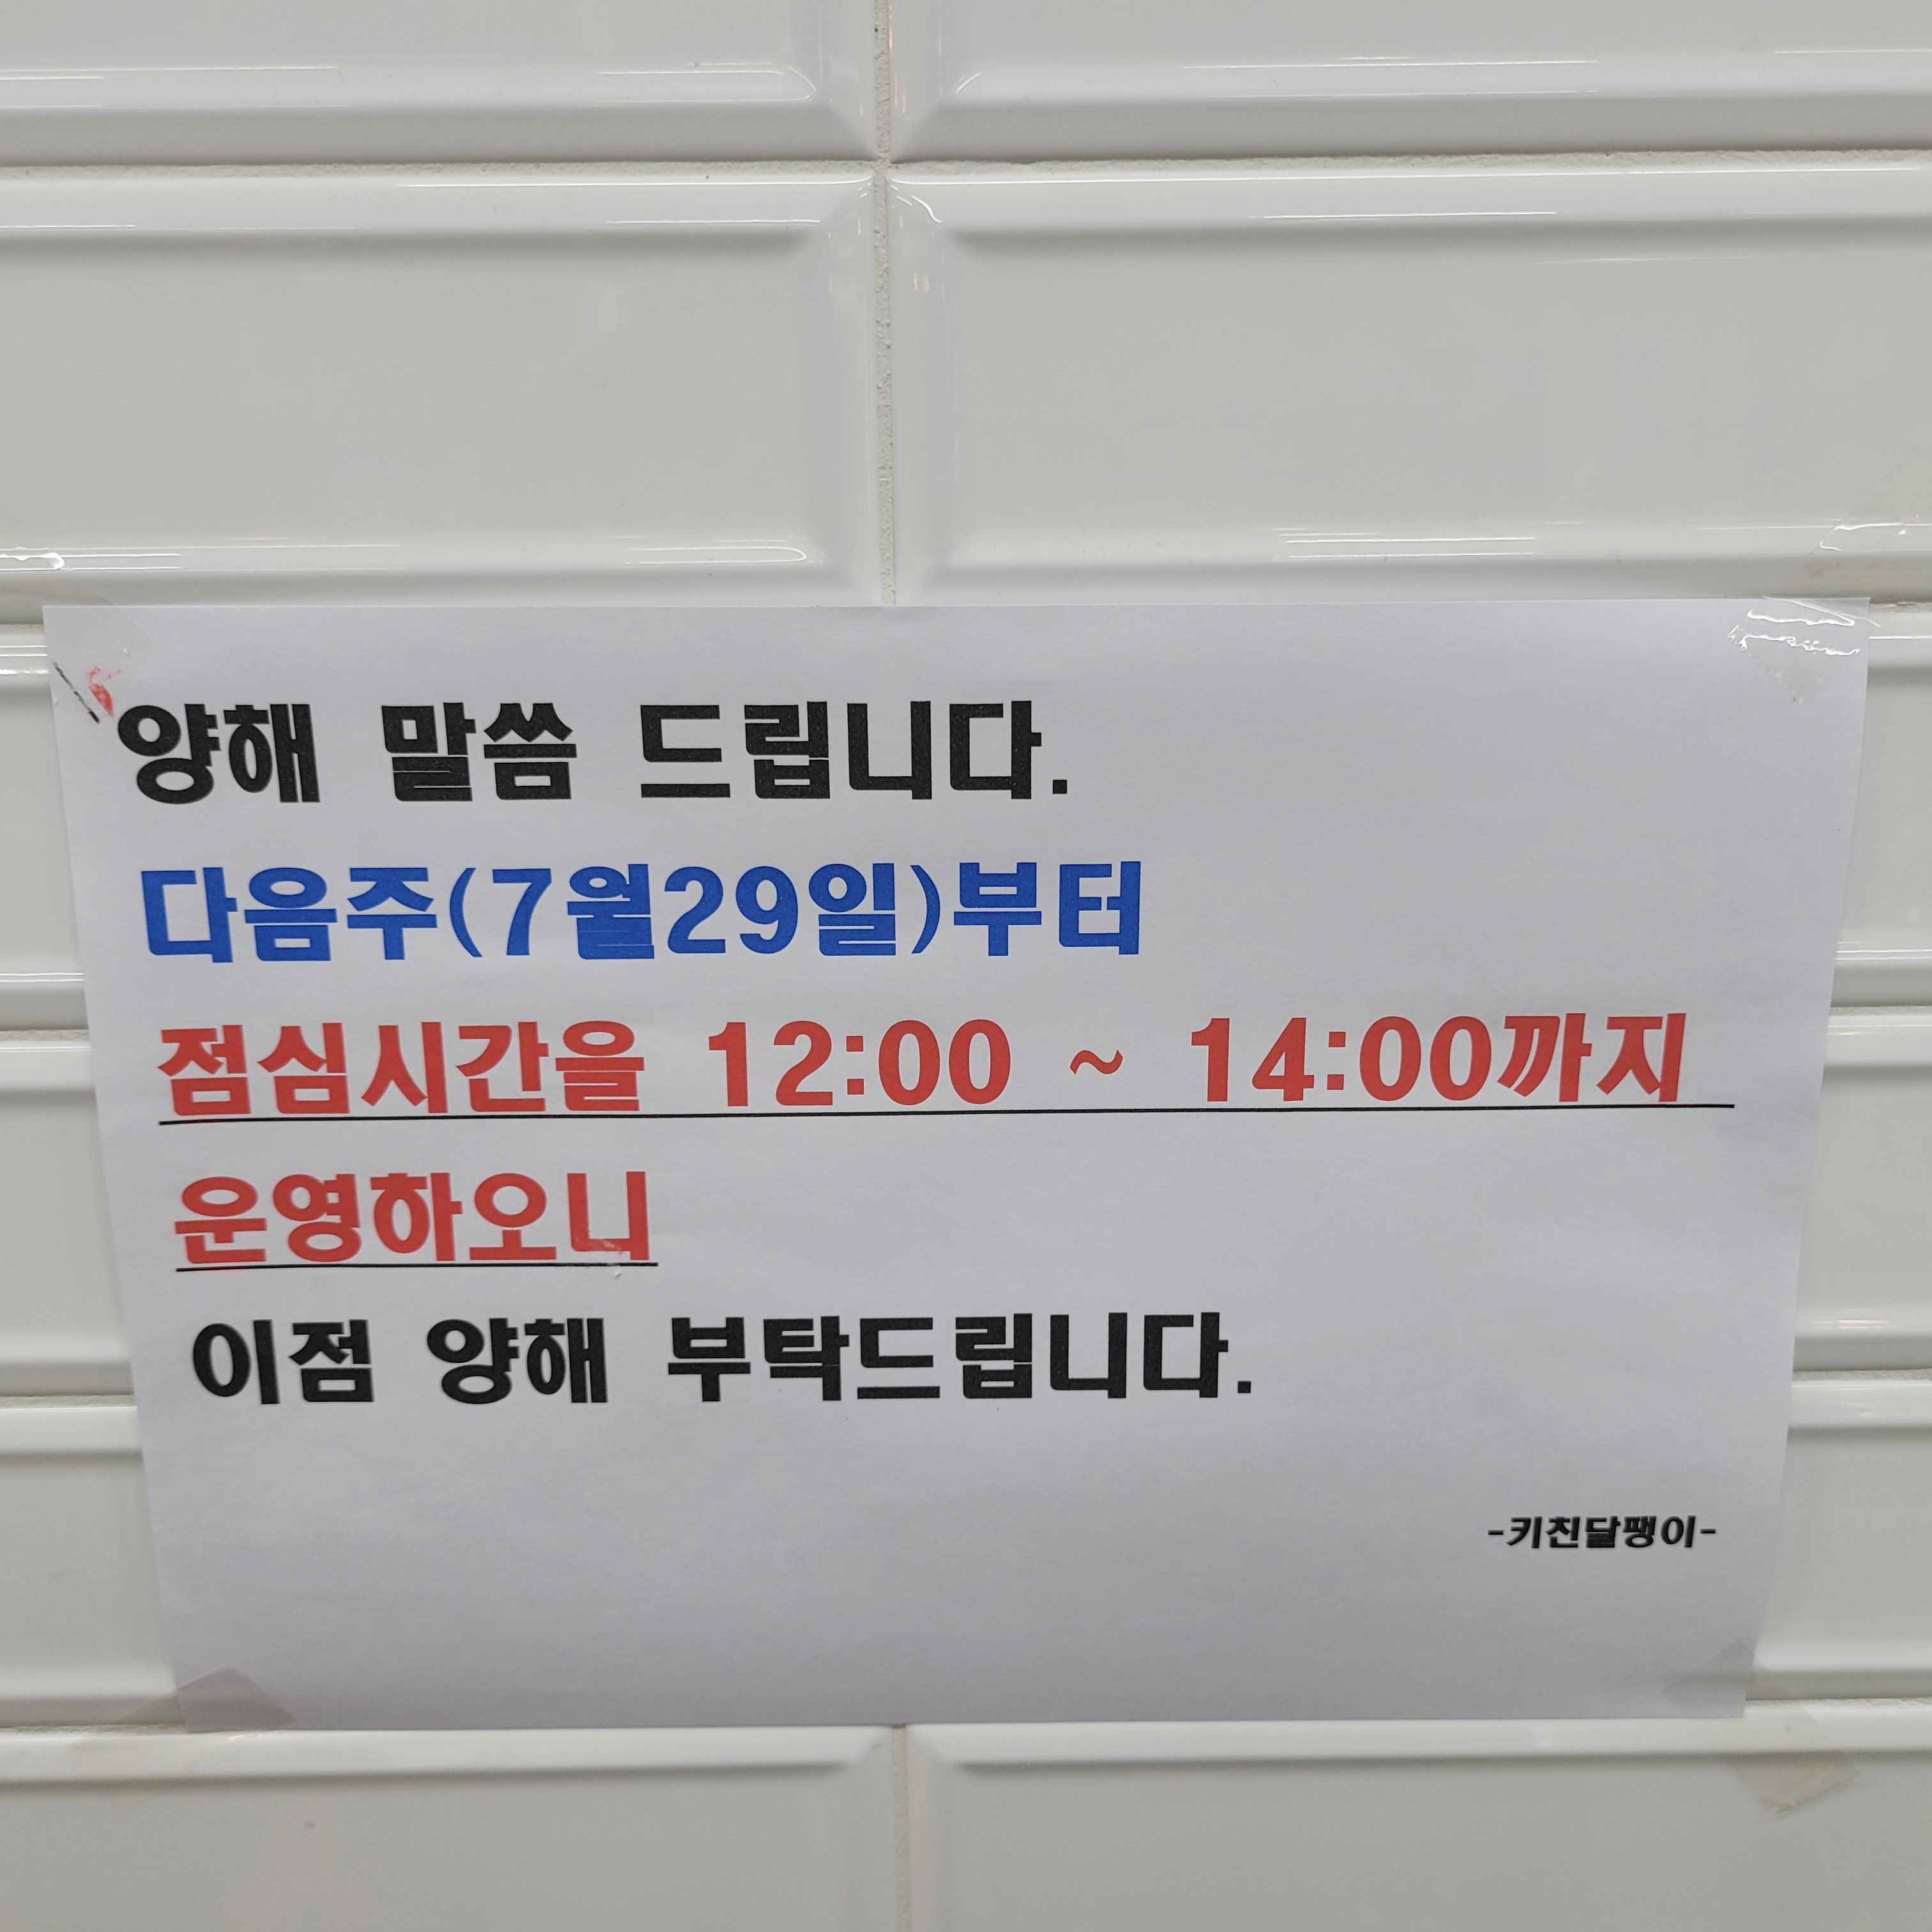 양해 말씀 드립니다.
다음주(7월29일)부터
점심시간을 12:00 ~ 14:00까지
운영하오니
이점 양해 부탁드립니다.
-키친달팽이-